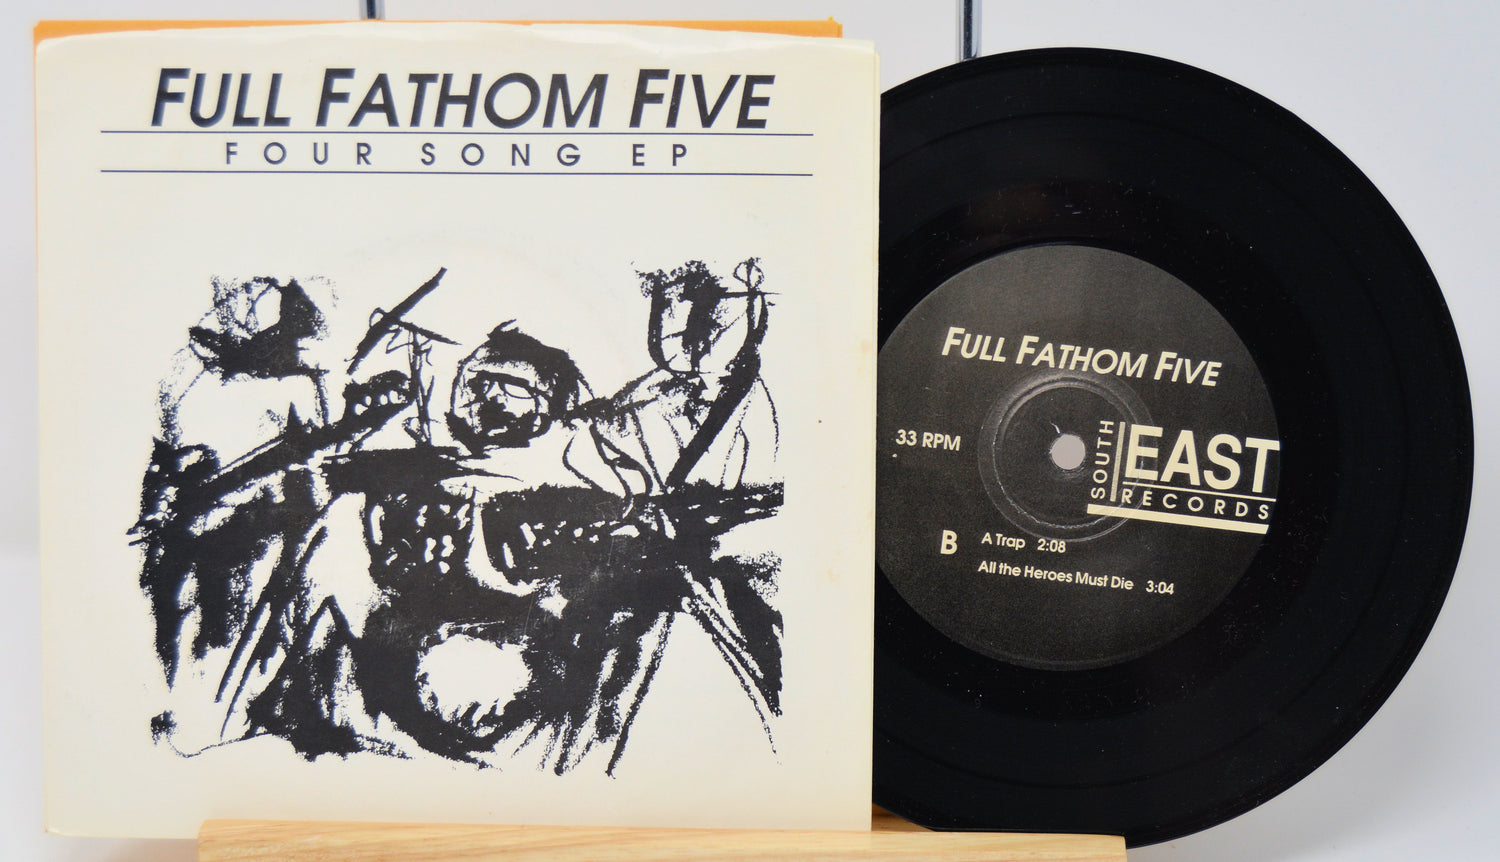 FULL FATHOM FIVE
FOUR SONG EP
FULL FATHOM FIVE
33 RPM
SOUTH
EAST
RECORDS
B
A Trap 2:08
All the Heroes Must Die 3:04